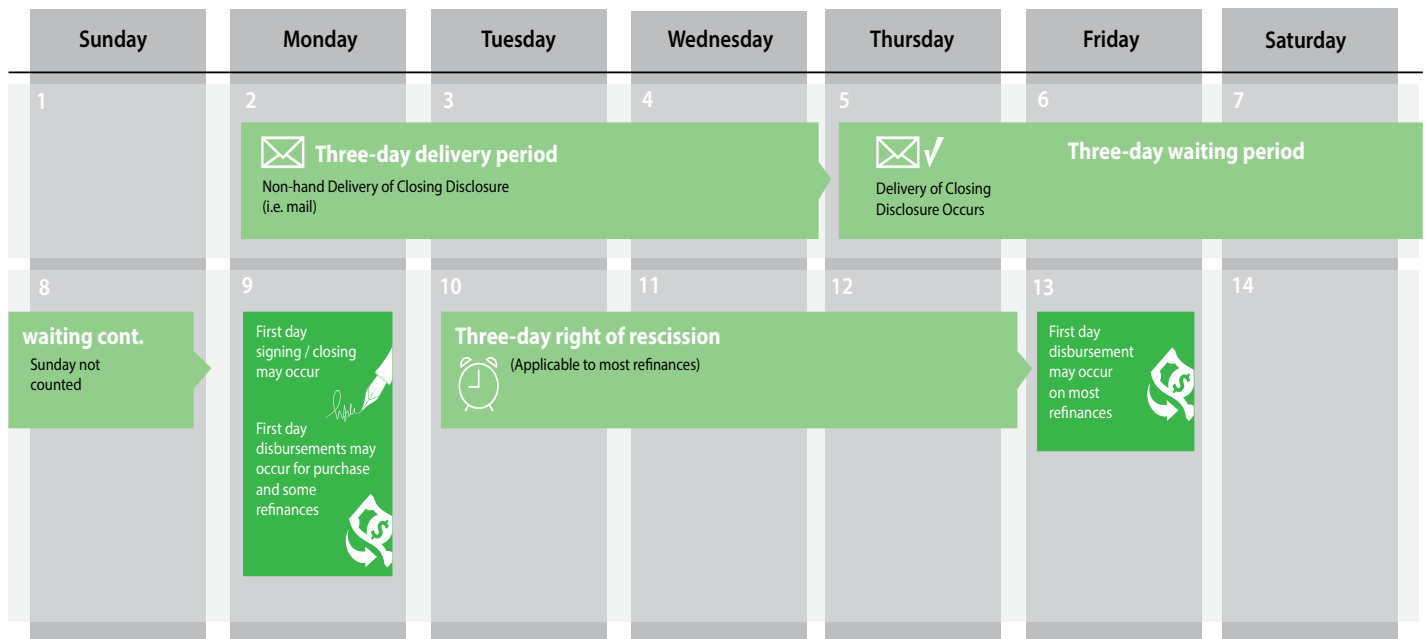 Sunday Monday Tuesday Wednesday Thursday Friday Saturday
1 2 3 4 5 6 7
Three-day delivery period
Non-hand Delivery of Closing Disclosure
(i.e. mail)
Three-day waiting period
Delivery of Closing
Disclosure Occurs
8 9 10 11 12 13 14
waiting cont.
Sunday not
counted
First day
signing / closing
may occur
First day
disbursements may
occur for purchase
and some
refinances
Three-day right of rescission
(Applicable to most refinances)
First day
disbursement
may occur
on most
refinances